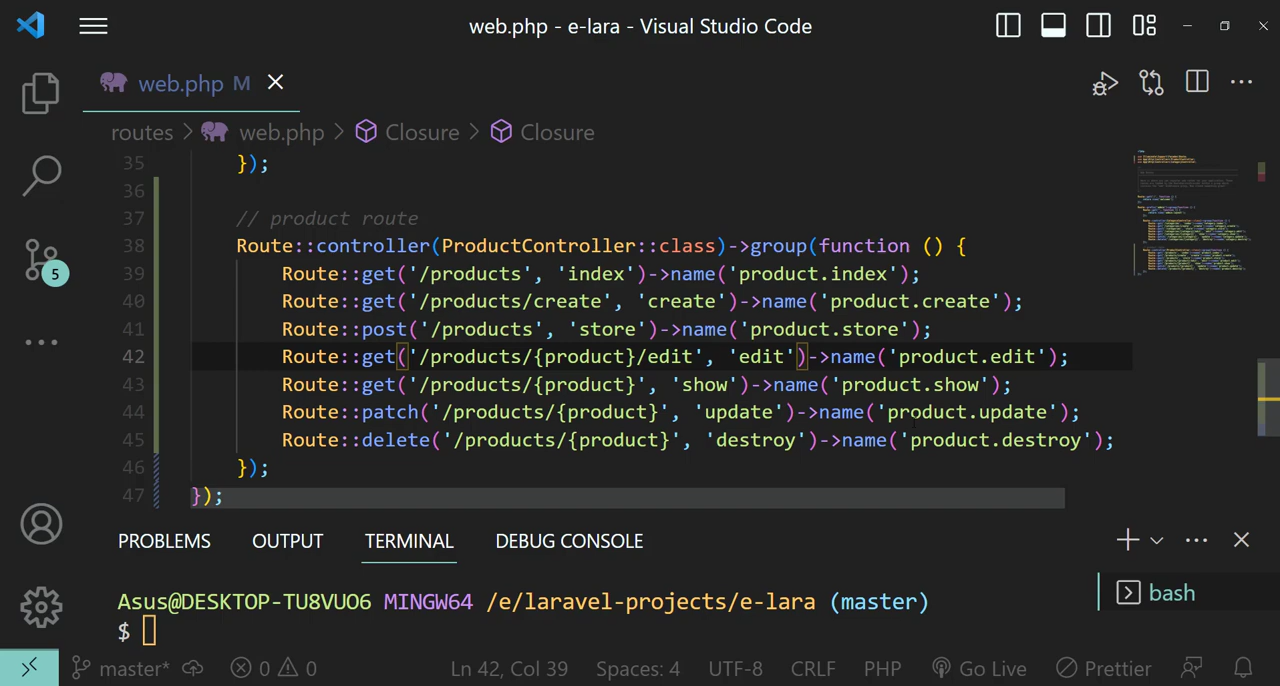 web.php - e-lara - Visual Studio Code
web.php M
routes > web.php > Closure > Closure
35 });
36
37 // product route
38 Route::controller(ProductController::class)->group(function () {
39 Route::get('/products', 'index')->name('product.index');
40 Route::get('/products/create', 'create')->name('product.create');
41 Route::post('/products', 'store')->name('product.store');
42 Route::get('/products/{product}/edit', 'edit')->name('product.edit');
43 Route::get('/products/{product}', 'show')->name('product.show');
44 Route::patch('/products/{product}', 'update')->name('product.update');
45 Route::delete('/products/{product}', 'destroy')->name('product.destroy');
46 });
47 });
5
PROBLEMS OUTPUT TERMINAL DEBUG CONSOLE
Asus@DESKTOP-TU8VUO6 MINGW64 /e/laravel-projects/e-lara (master)
$
bash
master* 0 0 Ln 42, Col 39 Spaces: 4 UTF-8 CRLF PHP Go Live Prettier